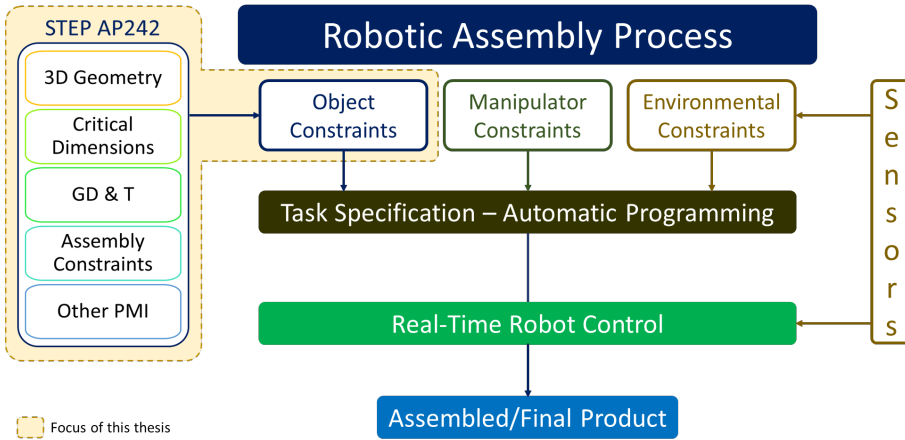 STEP AP242
3D Geometry
Critical
Dimensions
GD & T
Assembly
Constraints
Other PMI
Robotic Assembly Process
Object
Constraints
Manipulator
Constraints
Environmental
Constraints
Sensors
Task Specification – Automatic Programming
Real-Time Robot Control
Assembled/Final Product
Focus of this thesis